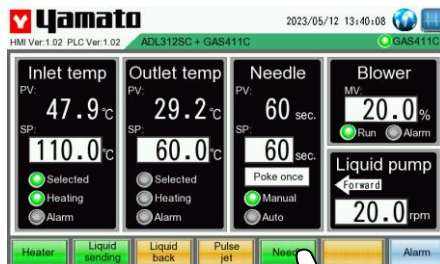 Yamato
2023/05/12 13:40:08
HMI Ver.1.02 PLC Ver.1.02
ADL312SC + GAS411C
GAS411C
Inlet temp
PV:
47.9℃
SP:
110.0℃
Selected
Heating
Alarm
Outlet temp
PV:
29.2℃
SP:
60.0℃
Selected
Heating
Alarm
Needle
PV:
60 sec.
SP:
60 sec.
Poke once
Manual
Auto
Blower
MV:
20.0%
Run
Alarm
Liquid pump
Forward
20.0rpm
Heater
Liquid
sending
Liquid
back
Pulse
jet
Alarm